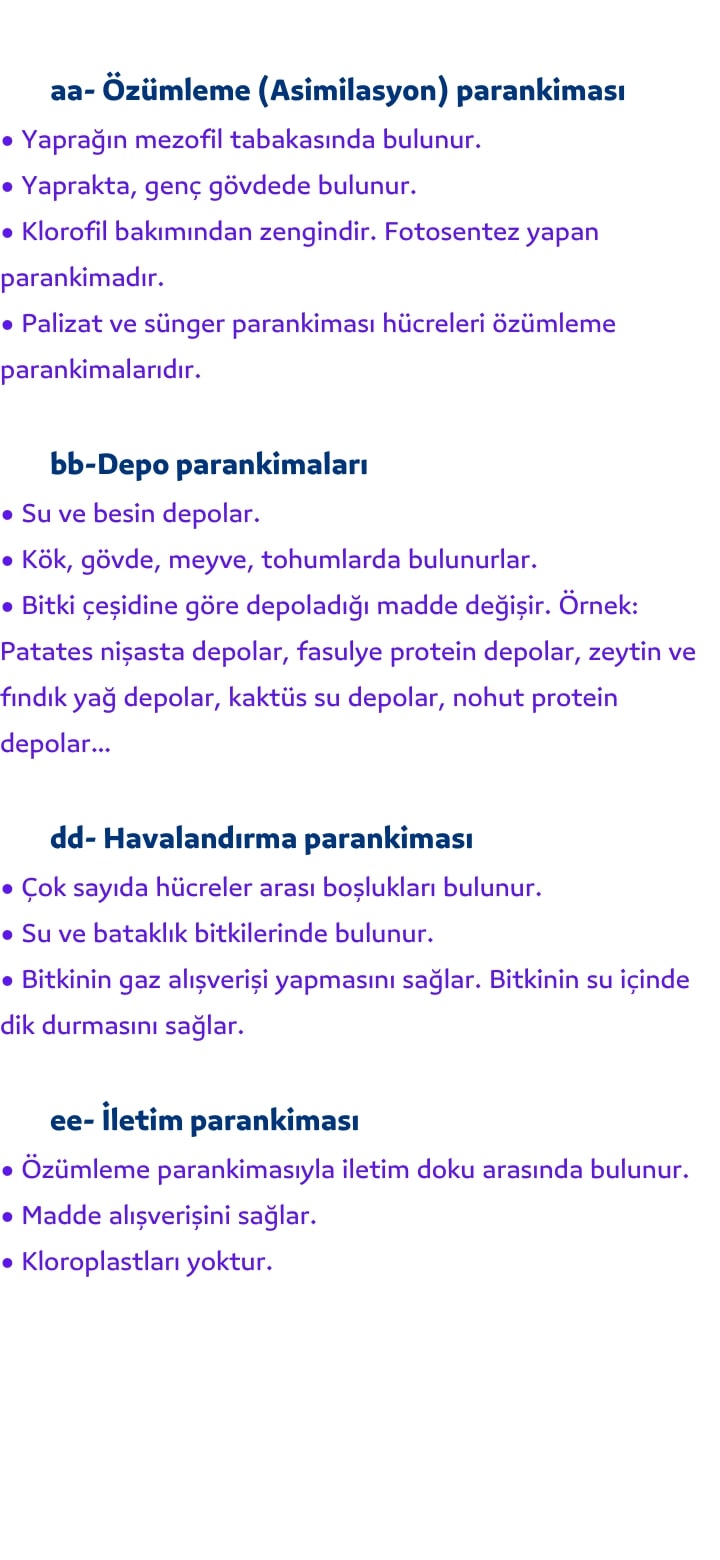 aa- Özümleme (Asimilasyon) parankiması
• Yaprağın mezofil tabakasında bulunur.
• Yaprakta, genç gövdede bulunur.
• Klorofil bakımından zengindir. Fotosentez yapan
parankimadır.
• Palizat ve sünger parankiması hücreleri özümleme
parankimalarıdır.
bb-Depo parankimaları
• Su ve besin depolar.
• Kök, gövde, meyve, tohumlarda bulunurlar.
• Bitki çeşidine göre depoladığı madde değişir. Örnek:
Patates nişasta depolar, fasulye protein depolar, zeytin ve
fındık yağ depolar, kaktüs su depolar, nohut protein
depolar...
dd- Havalandırma parankiması
• Çok sayıda hücreler arası boşlukları bulunur.
• Su ve bataklık bitkilerinde bulunur.
• Bitkinin gaz alışverişi yapmasını sağlar. Bitkinin su içinde
dik durmasını sağlar.
ee- İletim parankiması
• Özümleme parankimasıyla iletim doku arasında bulunur.
• Madde alışverişini sağlar.
• Kloroplastları yoktur.